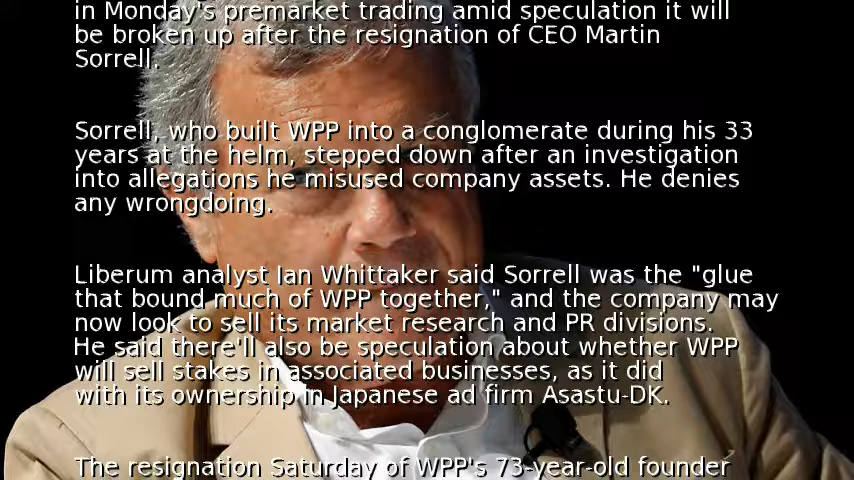 in Monday's premarket trading amid speculation it will
be broken up after the resignation of CEO Martin
Sorrell.
Sorrell, who built WPP into a conglomerate during his 33
years at the helm, stepped down after an investigation
into allegations he misused company assets. He denies
any wrongdoing.
Liberum analyst Ian Whittaker said Sorrell was the "glue
that bound much of WPP together," and the company may
now look to sell its market research and PR divisions.
He said there'll also be speculation about whether WPP
will sell stakes in associated businesses, as it did
with its ownership in Japanese ad firm Asastu-DK.
The resignation Saturday of WPP's 73-year-old founder